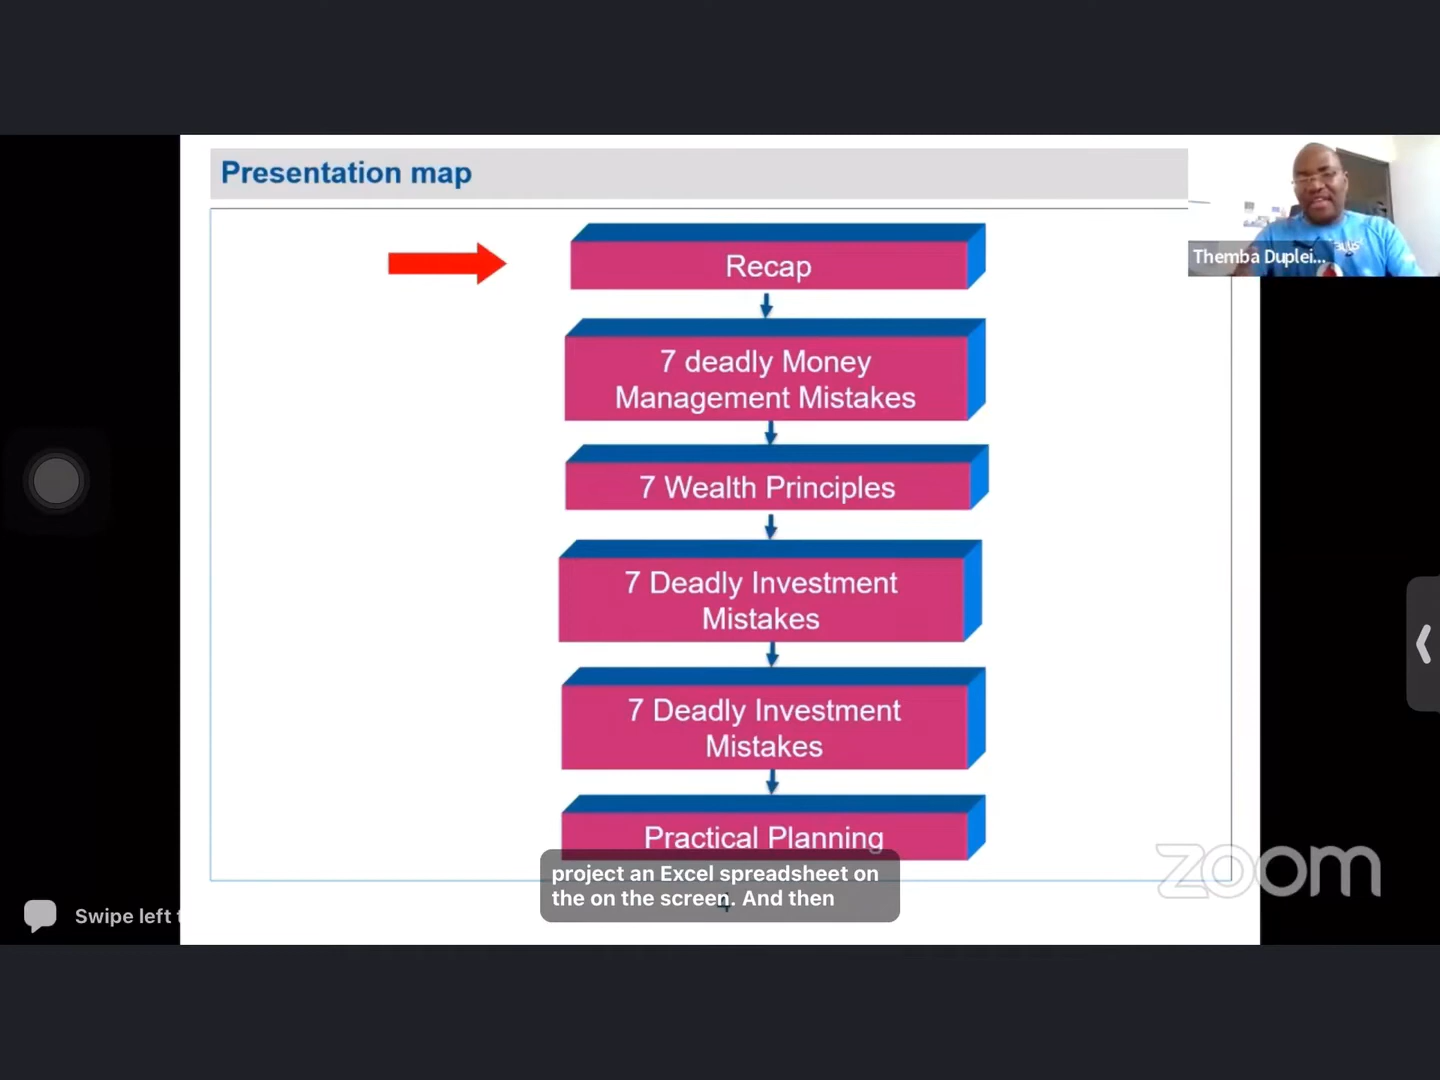 Presentation map
Themba Duplei...
Recap
7 deadly Money
Management Mistakes
7 Wealth Principles
7 Deadly Investment
Mistakes
7 Deadly Investment
Mistakes
Practical Planning
project an Excel spreadsheet on
the on the screen. And then
Swipe left
zoom